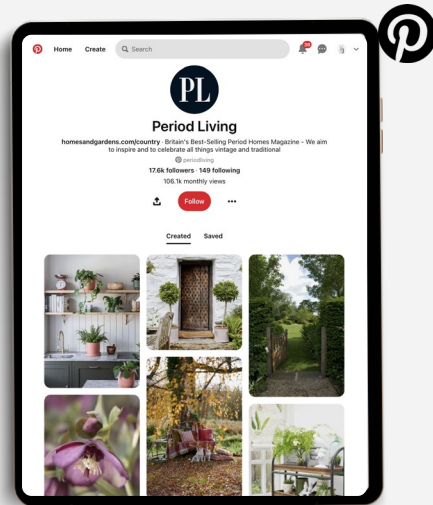 Home Create Search
PL
Period Living
homesandgardens.com/country · Britain's Best-Selling Period Homes Magazine - We aim
to inspire and to celebrate all things vintage and traditional
periodliving
17.6k followers · 149 following
106.1k monthly views
Follow
Created Saved